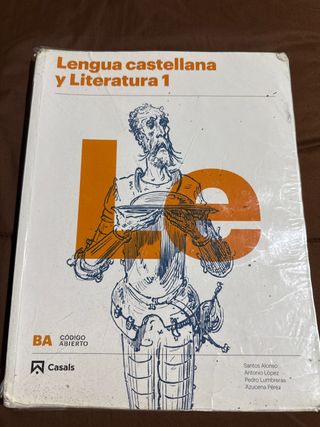 Lengua castellana
y Literatura 1
Le
BA CÓDIGO
ABIERTO
Casals
Santos Alonso
Antonio López
Pedro Lumbreras
Azucena Pérez